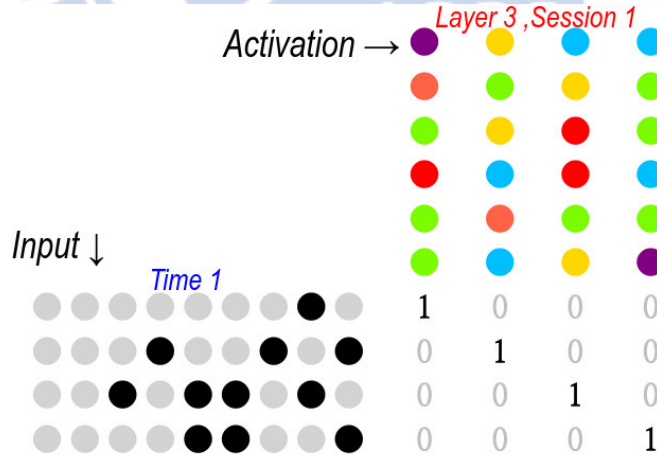 Layer 3 ,Session 1
Activation →
Input ↓
Time 1
1 0 0 0
0 1 0 0
0 0 1 0
0 0 0 1